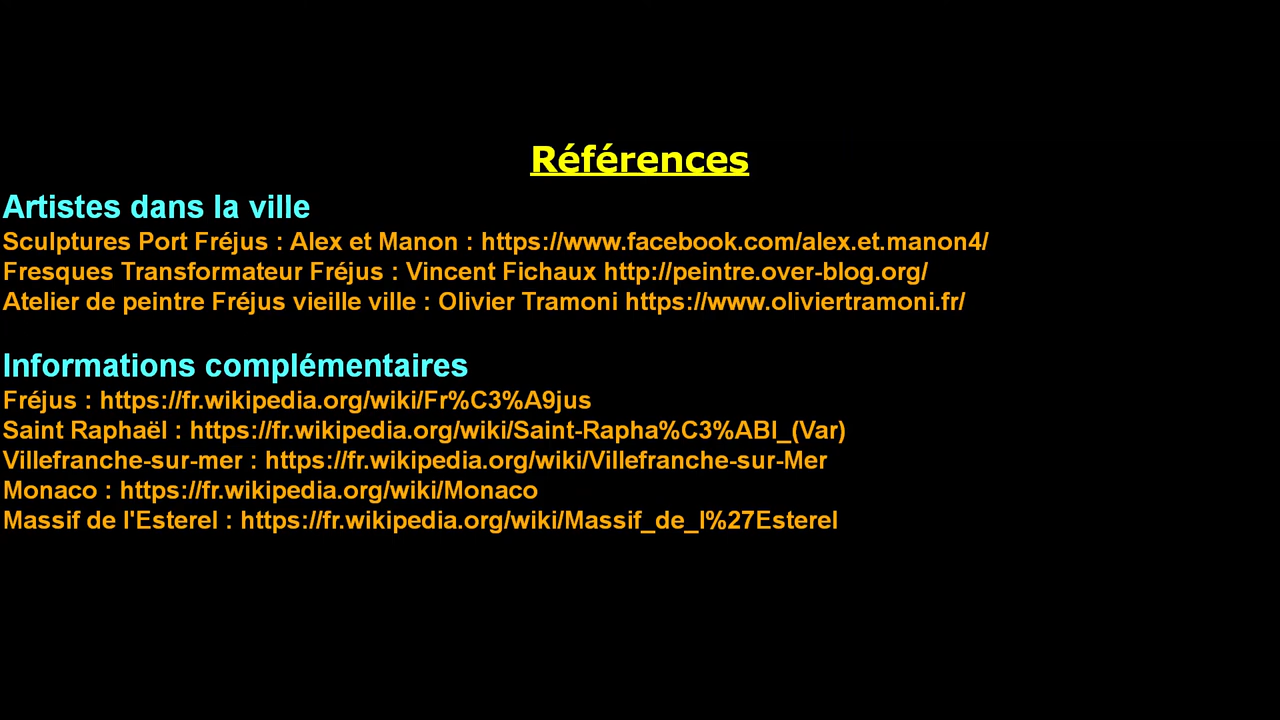 Références
Artistes dans la ville
Sculptures Port Fréjus : Alex et Manon : https://www.facebook.com/alex.et.manon4/
Fresques Transformateur Fréjus : Vincent Fichaux http://peintre.over-blog.org/
Atelier de peintre Fréjus vieille ville : Olivier Tramoni https://www.oliviertramoni.fr/
Informations complémentaires
Fréjus : https://fr.wikipedia.org/wiki/Fr%C3%A9jus
Saint Raphaël : https://fr.wikipedia.org/wiki/Saint-Rapha%C3%ABl_(Var)
Villefranche-sur-mer : https://fr.wikipedia.org/wiki/Villefranche-sur-Mer
Monaco : https://fr.wikipedia.org/wiki/Monaco
Massif de l'Esterel : https://fr.wikipedia.org/wiki/Massif_de_l%27Esterel